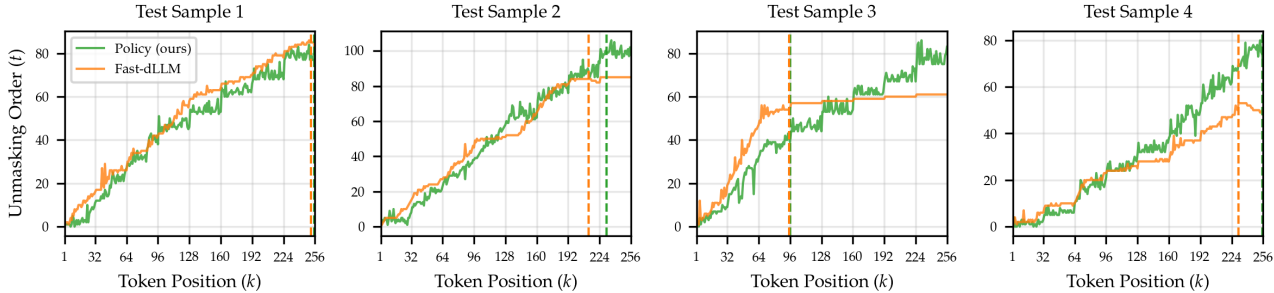 Test Sample 1
Test Sample 2
Test Sample 3
Test Sample 4
Unmasking Order (t)
Policy (ours)
Fast-dLLM
0
20
40
60
80
1 32 64 96 128 160 192 224 256
Token Position (k)
0
20
40
60
80
100
1 32 64 96 128 160 192 224 256
Token Position (k)
0
20
40
60
80
1 32 64 96 128 160 192 224 256
Token Position (k)
0
20
40
60
80
1 32 64 96 128 160 192 224 256
Token Position (k)